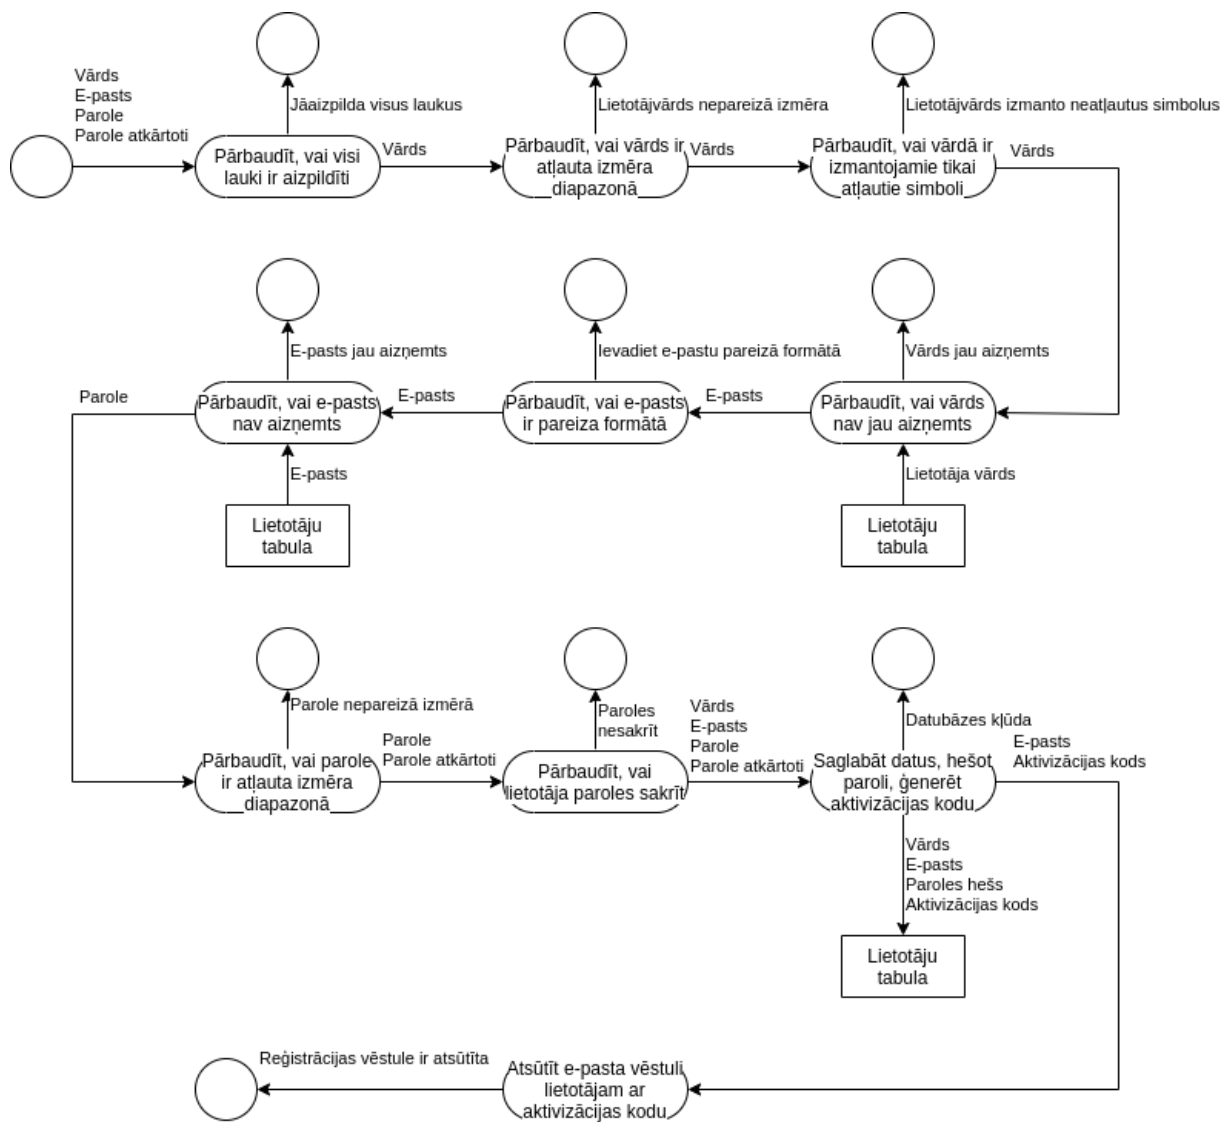 Vārds
E-pasts
Parole
Parole atkārtoti
Jāaizpilda visus laukus
Pārbaudīt, vai visi
lauki ir aizpildīti
Vārds
Lietotājvārds nepareizā izmēra
Pārbaudīt, vai vārds ir
atļauta izmēra
diapazonā
Vārds
Lietotājvārds izmanto neatļautus simbolus
Pārbaudīt, vai vārdā ir
izmantojamie tikai
atļautie simboli
Vārds
E-pasts jau aizņemts
Ievadiet e-pastu pareizā formātā
Vārds jau aizņemts
Parole
Pārbaudīt, vai e-pasts
nav aizņemts
E-pasts
Pārbaudīt, vai e-pasts
ir pareiza formātā
E-pasts
Pārbaudīt, vai vārds
nav jau aizņemts
E-pasts
Lietotāja vārds
Lietotāju
tabula
Lietotāju
tabula
Parole nepareizā izmērā
Pārbaudīt, vai parole
ir atļauta izmēra
diapazonā
Parole
Parole atkārtoti
Paroles
nesakrīt
Pārbaudīt, vai
lietotāja paroles sakrīt
Vārds
E-pasts
Parole
Parole atkārtoti
Datubāzes kļūda
Saglabāt datus, hešot
paroli, ģenerēt
aktivizācijas kodu
E-pasts
Aktivizācijas kods
Vārds
E-pasts
Paroles hešs
Aktivizācijas kods
Lietotāju
tabula
Reģistrācijas vēstule ir atsūtīta
Atsūtīt e-pasta vēstuli
lietotājam ar
aktivizācijas kodu